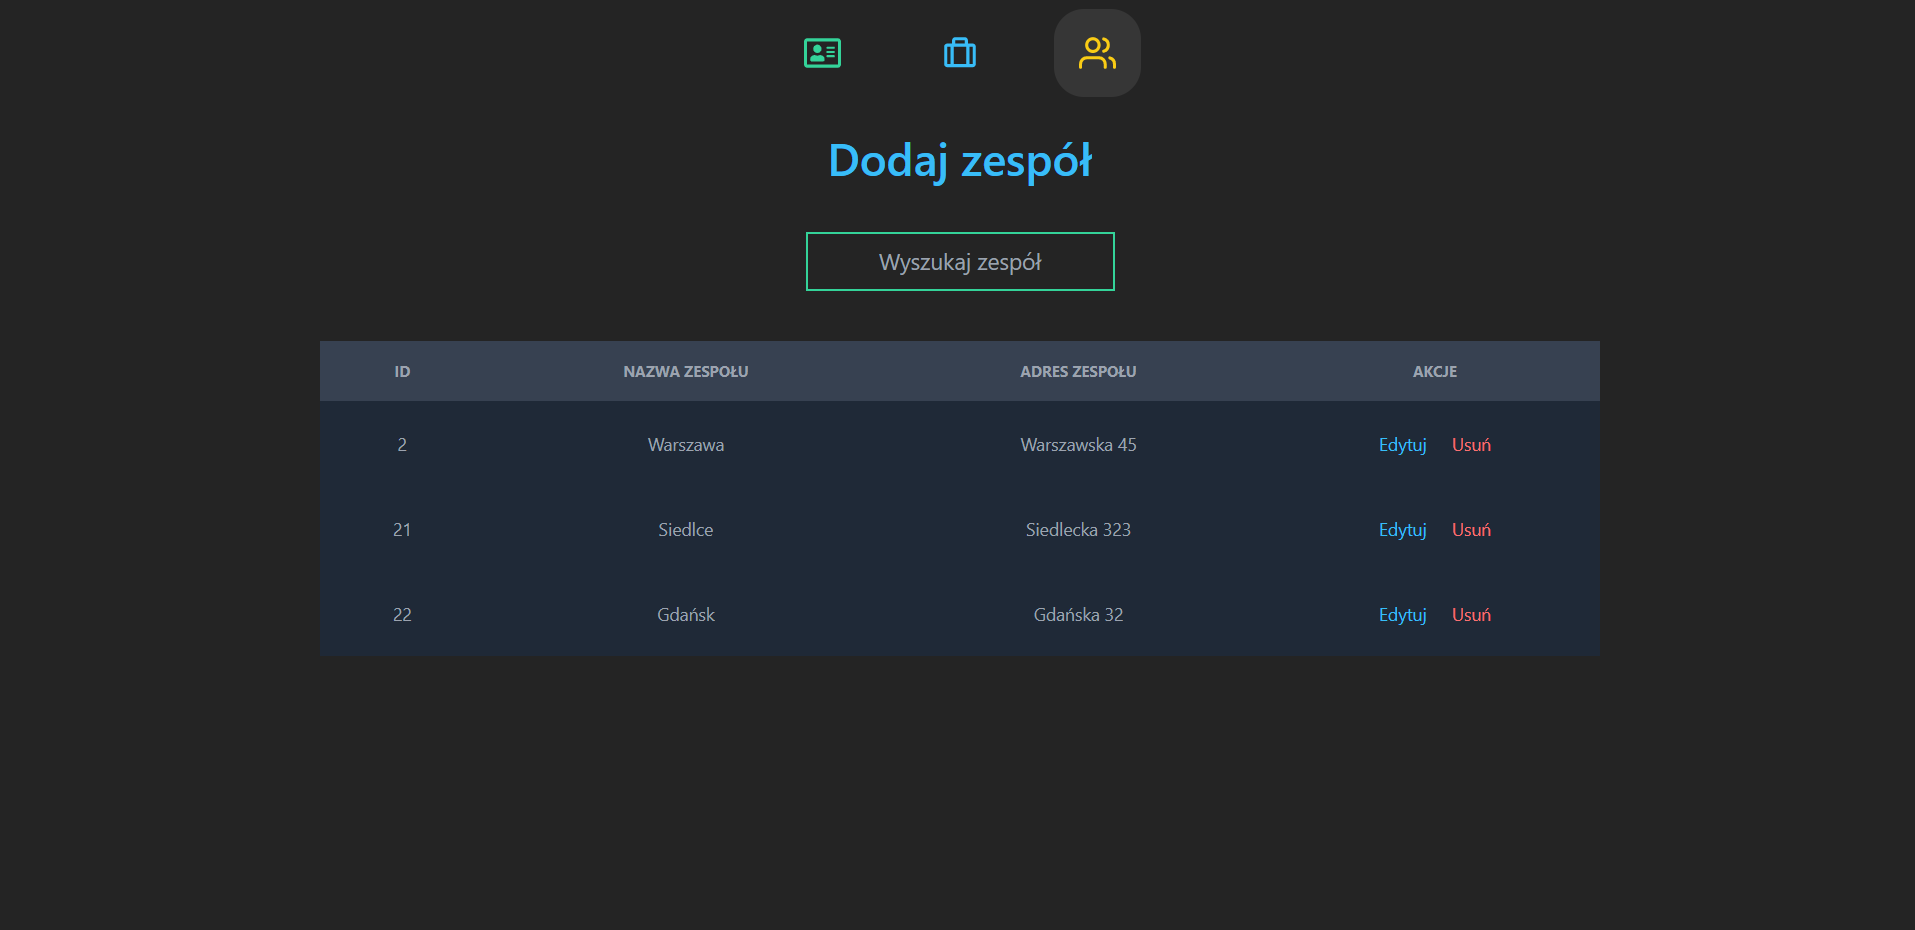 Dodaj zespół
Wyszukaj zespół
ID NAZWA ZESPOŁU ADRES ZESPOŁU AKCJE
2 Warszawa Warszawska 45 Edytuj Usuń
21 Siedlce Siedlecka 323 Edytuj Usuń
22 Gdańsk Gdańska 32 Edytuj Usuń